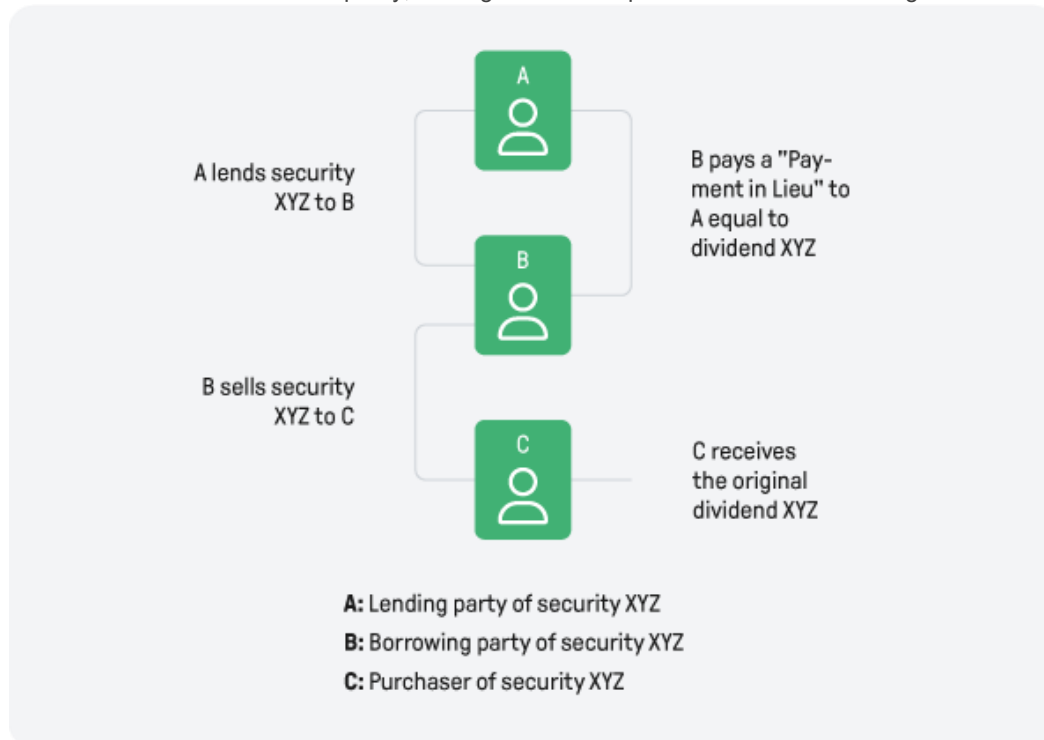 A
A lends security
XYZ to B
B pays a "Pay-
ment in Lieu" to
A equal to
dividend XYZ
B
B sells security
XYZ to C
C
C receives
the original
dividend XYZ
A: Lending party of security XYZ
B: Borrowing party of security XYZ
C: Purchaser of security XYZ